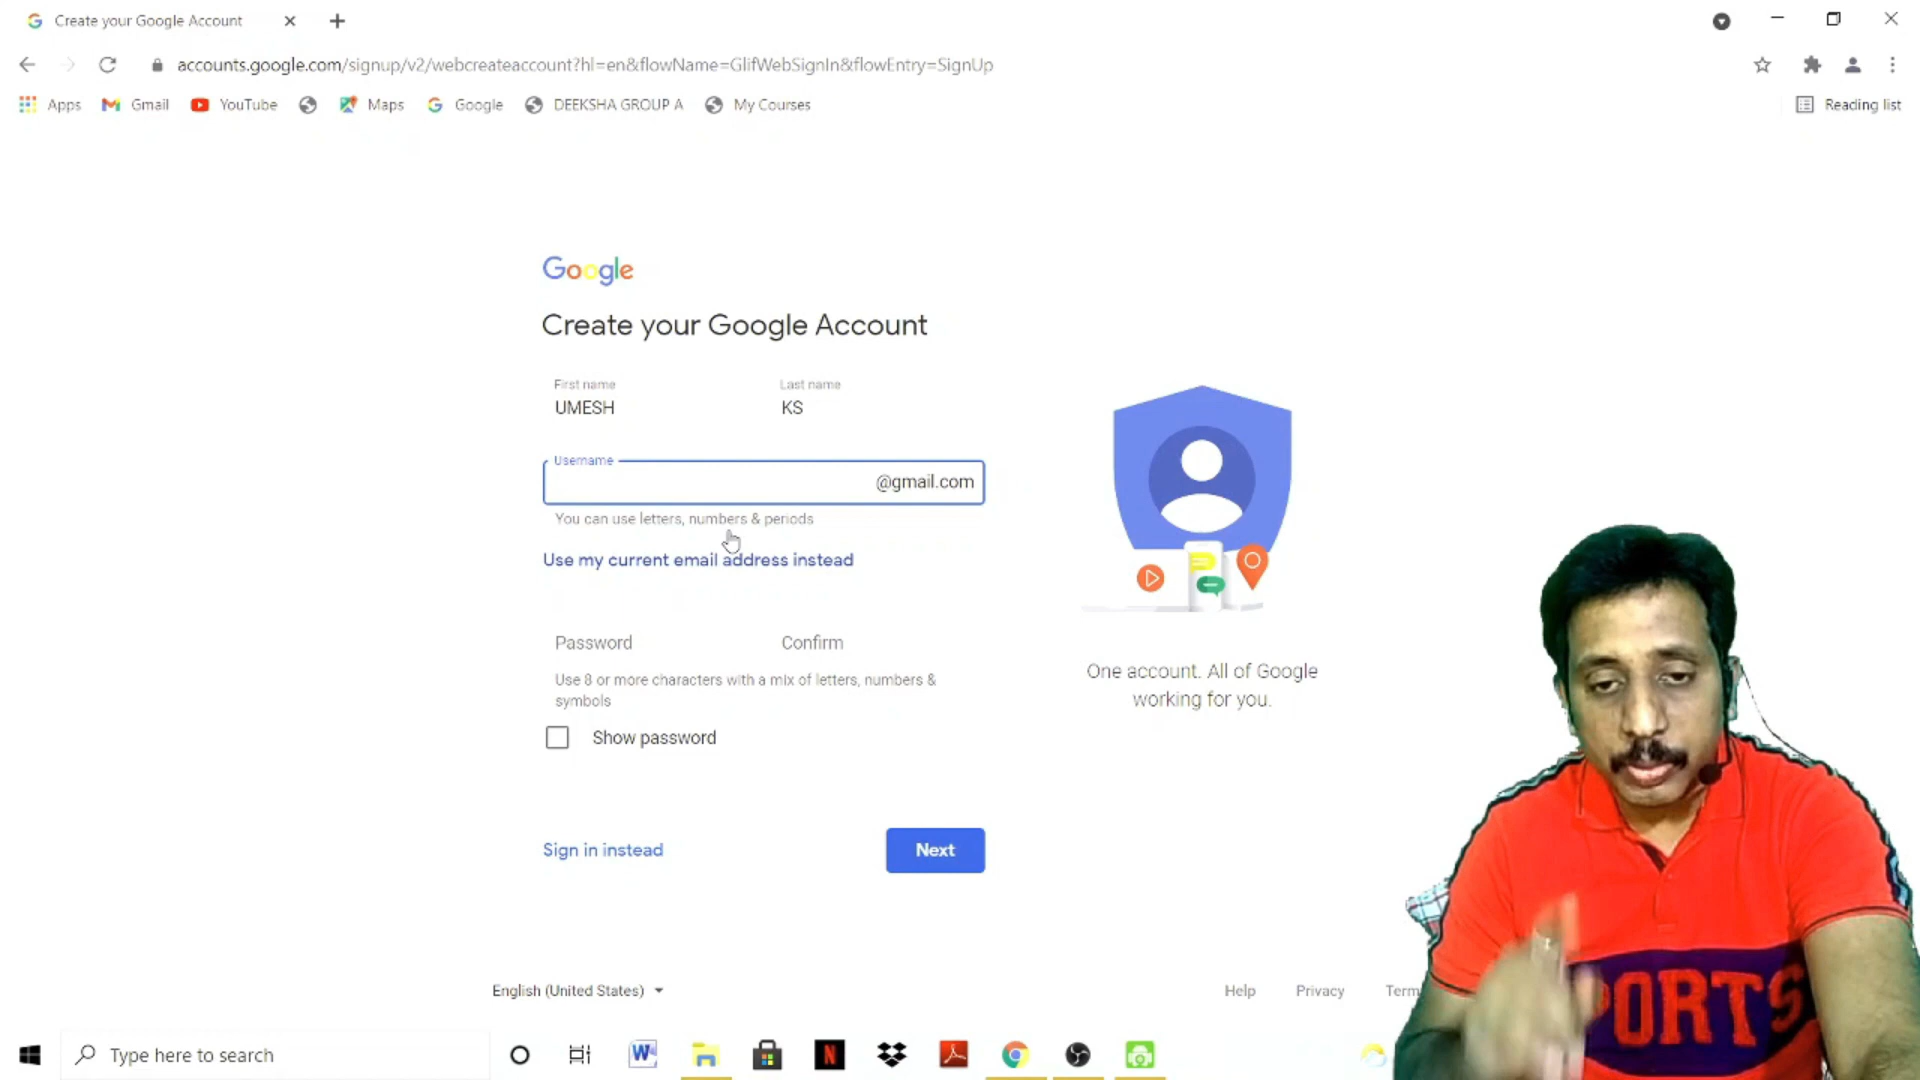 Create your Google Account
accounts.google.com/signup/v2/webcreateaccount?hl=en&flowName=GlifWebSignIn&flowEntry=SignUp
Apps Gmail YouTube Maps Google DEEKSHA GROUP A My Courses Reading list
Google
Create your Google Account
First name Last name
UMESH KS
Username
@gmail.com
You can use letters, numbers & periods
Use my current email address instead
Password Confirm
Use 8 or more characters with a mix of letters, numbers &
symbols
Show password
Sign in instead Next
One account. All of Google
working for you.
English (United States) Help Privacy Term
PORTS
Type here to search